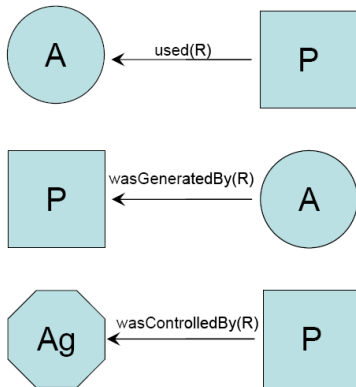 A used(R) P
P wasGeneratedBy(R) A
Ag wasControlledBy(R) P